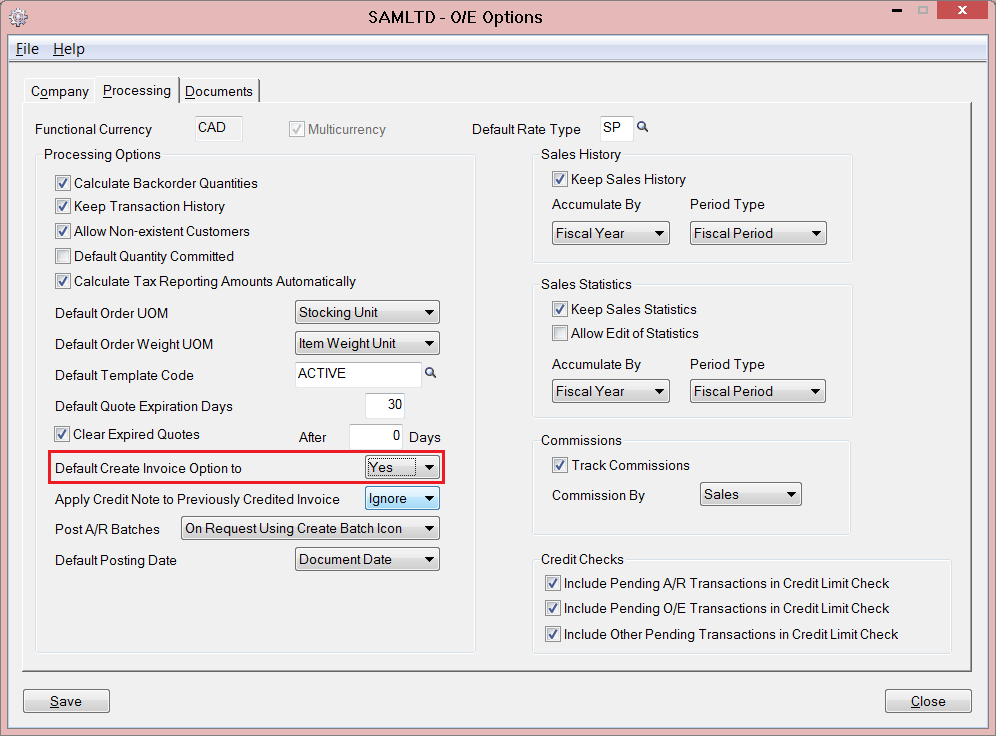 SAMLTD - O/E Options
File Help
Company Processing Documents
Functional Currency CAD Multicurrency Default Rate Type SP
Processing Options
Calculate Backorder Quantities
Keep Transaction History
Allow Non-existent Customers
Default Quantity Committed
Calculate Tax Reporting Amounts Automatically
Default Order UOM Stocking Unit
Default Order Weight UOM Item Weight Unit
Default Template Code ACTIVE
Default Quote Expiration Days 30
Clear Expired Quotes After 0 Days
Default Create Invoice Option to Yes
Apply Credit Note to Previously Credited Invoice Ignore
Post A/R Batches On Request Using Create Batch Icon
Default Posting Date Document Date
Sales History
Keep Sales History
Accumulate By Period Type
Fiscal Year Fiscal Period
Sales Statistics
Keep Sales Statistics
Allow Edit of Statistics
Accumulate By Period Type
Fiscal Year Fiscal Period
Commissions
Track Commissions
Commission By Sales
Credit Checks
Include Pending A/R Transactions in Credit Limit Check
Include Pending O/E Transactions in Credit Limit Check
Include Other Pending Transactions in Credit Limit Check
Save Close